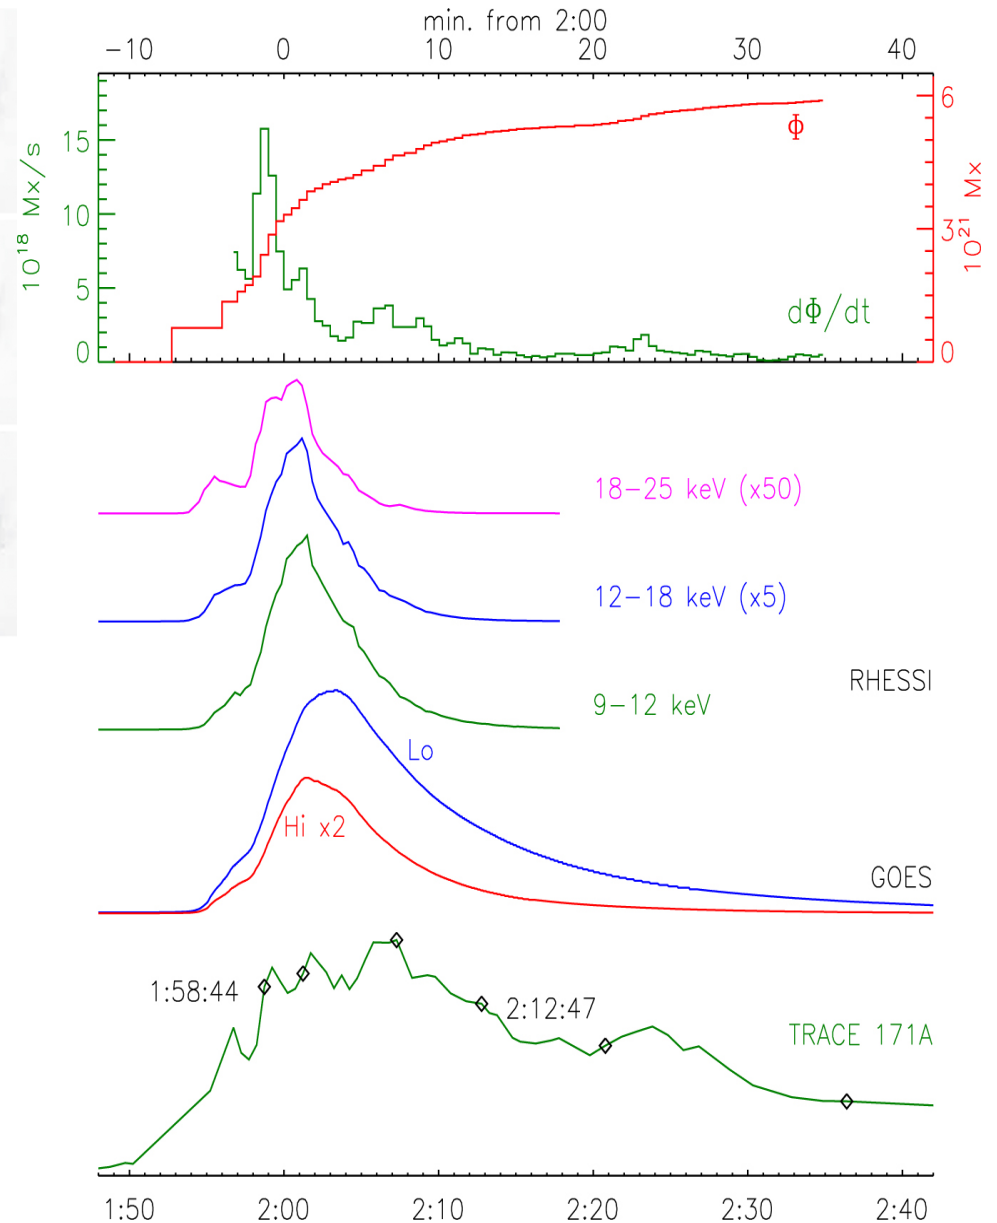 min. from 2:00
−10 0 10 20 30 40
15
10
5
0
10¹⁸ Mx/s
6
3
0
10²¹ Mx
Φ
dΦ/dt
18−25 keV (x50)
12−18 keV (x5)
RHESSI
9−12 keV
Lo
Hi x2
GOES
1:58:44
2:12:47
TRACE 171A
1:50 2:00 2:10 2:20 2:30 2:40